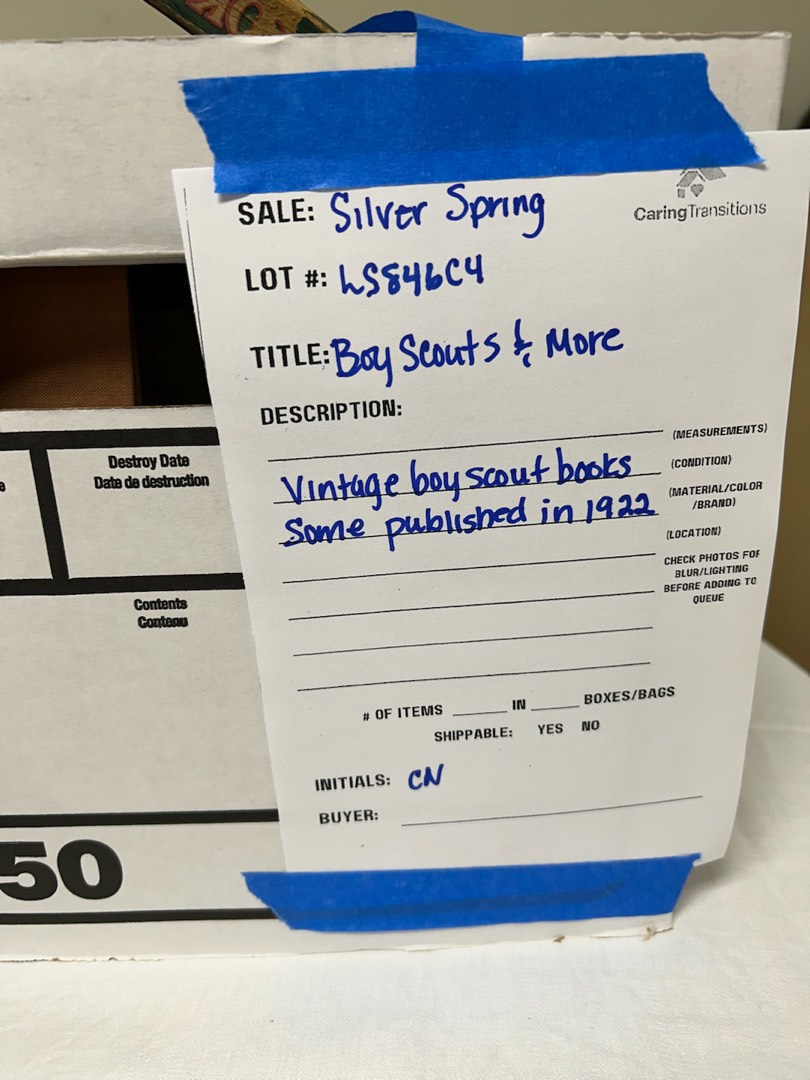 CaringTransitions
SALE: Silver Spring
LOT #: LS846C4
TITLE: Boy Scouts & More
DESCRIPTION:
(MEASUREMENTS)
Vintage boy scout books
(CONDITION)
Some published in 1922
(MATERIAL/COLOR
/BRAND)
(LOCATION)
CHECK PHOTOS FOR
BLUR/LIGHTING
BEFORE ADDING TO
QUEUE
# OF ITEMS ______ IN _____ BOXES/BAGS
SHIPPABLE: YES NO
INITIALS: CN
BUYER:
Destroy Date
Date de destruction
Contents
Contenu
50